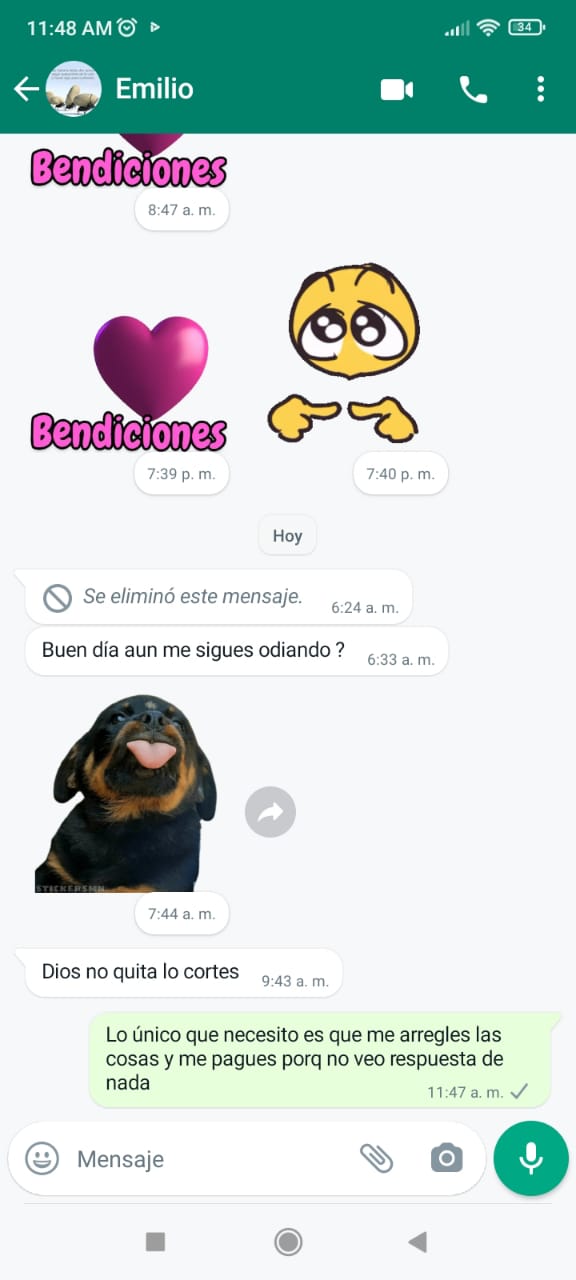 11:48 AM
34
Emilio
Bendiciones
8:47 a. m.
Bendiciones
7:39 p. m.
7:40 p. m.
Hoy
Se eliminó este mensaje.
6:24 a. m.
Buen día aun me sigues odiando ?
6:33 a. m.
STICKERSMN
7:44 a. m.
Dios no quita lo cortes
9:43 a. m.
Lo único que necesito es que me arregles las
cosas y me pagues porq no veo respuesta de
nada
11:47 a. m.
Mensaje